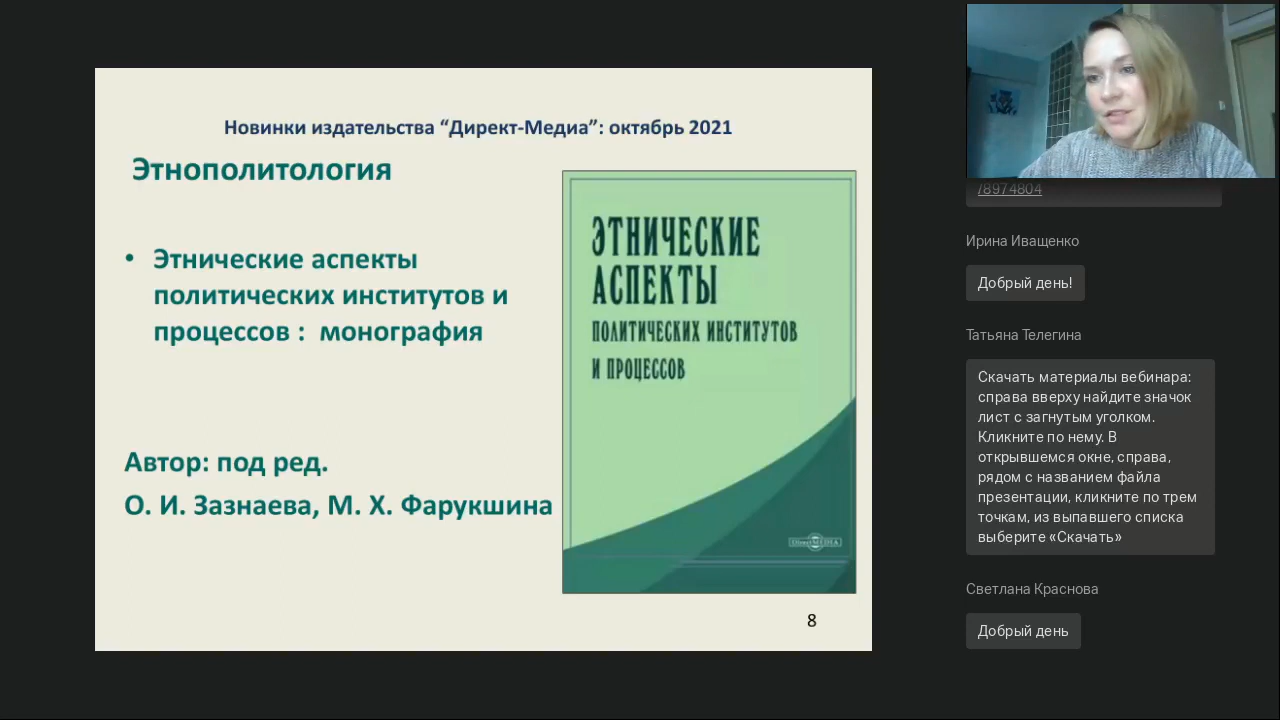 Новинки издательства “Директ-Медиа”: октябрь 2021
Этнополитология
• Этнические аспекты
политических институтов и
процессов : монография
Автор: под ред.
О. И. Зазнаева, М. Х. Фарукшина
ЭТНИЧЕСКИЕ
АСПЕКТЫ
ПОЛИТИЧЕСКИХ ИНСТИТУТОВ
И ПРОЦЕССОВ
DirectMEDIA
8
/8974804
Ирина Иващенко
Добрый день!
Татьяна Телегина
Скачать материалы вебинара:
справа вверху найдите значок
лист с загнутым уголком.
Кликните по нему. В
открывшемся окне, справа,
рядом с названием файла
презентации, кликните по трем
точкам, из выпавшего списка
выберите «Скачать»
Светлана Краснова
Добрый день